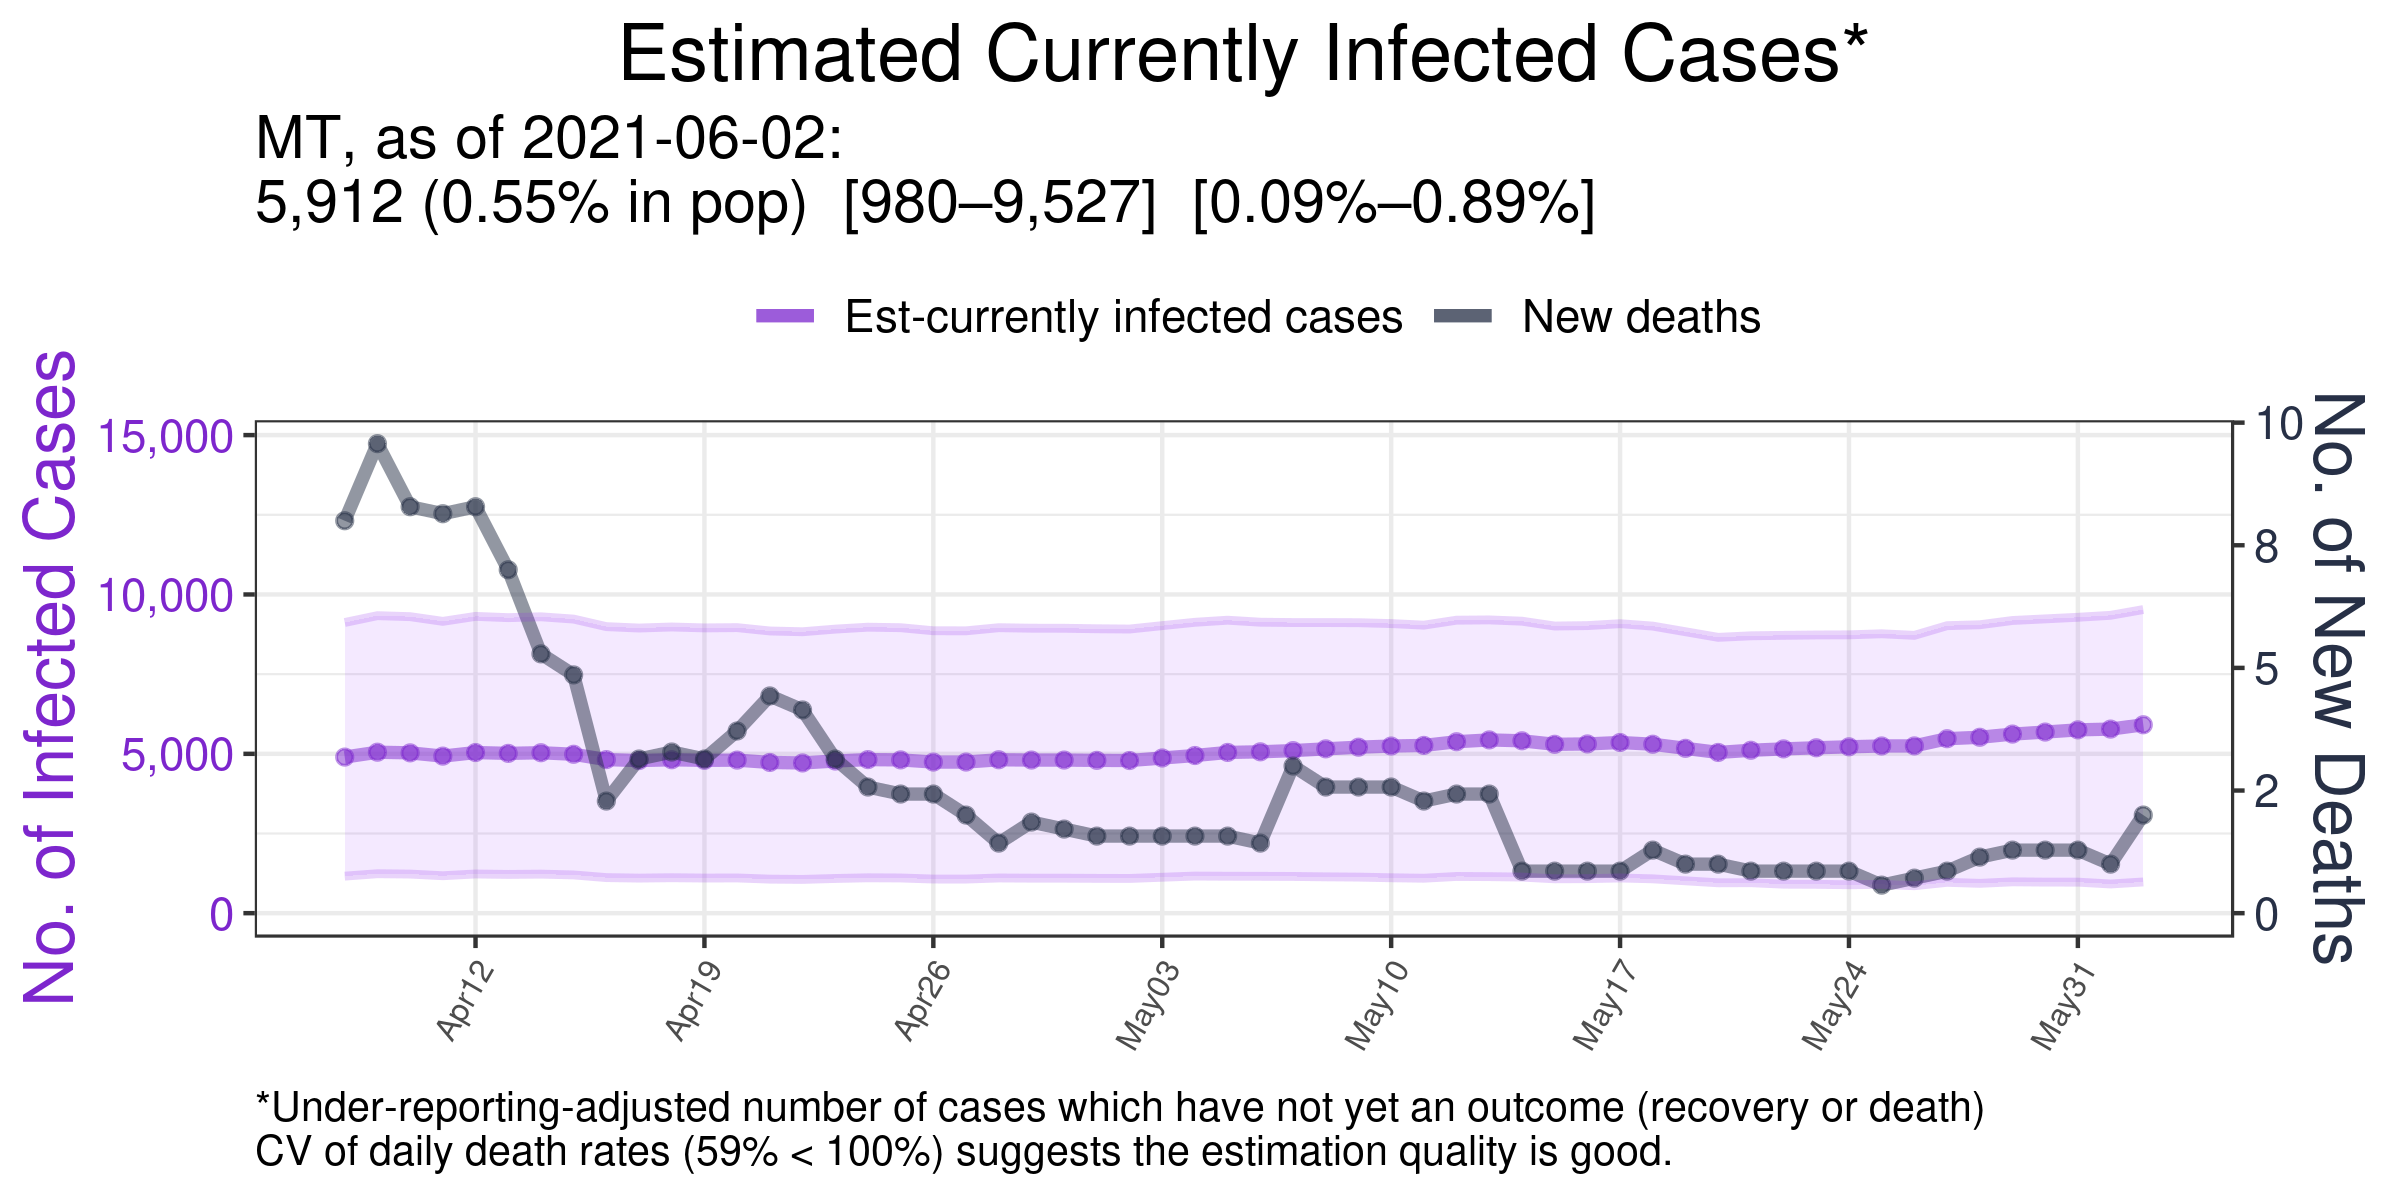 Estimated Currently Infected Cases*
MT, as of 2021-06-02:
5,912 (0.55% in pop)  [980–9,527]  [0.09%–0.89%]
Est-currently infected cases
New deaths
No. of Infected Cases
15,000
10,000
5,000
0
10
8
5
2
0
No. of New Deaths
Apr12
Apr19
Apr26
May03
May10
May17
May24
May31
*Under-reporting-adjusted number of cases which have not yet an outcome (recovery or death)
CV of daily death rates (59% < 100%) suggests the estimation quality is good.